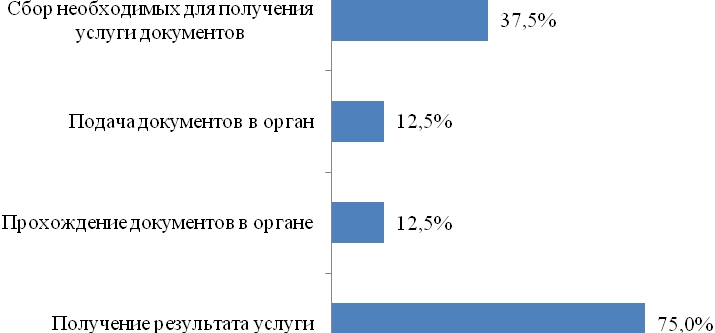 Сбор необходимых для получения
услуги документов
37,5%
Подача документов в орган
12,5%
Прохождение документов в органе
12,5%
Получение результата услуги
75,0%